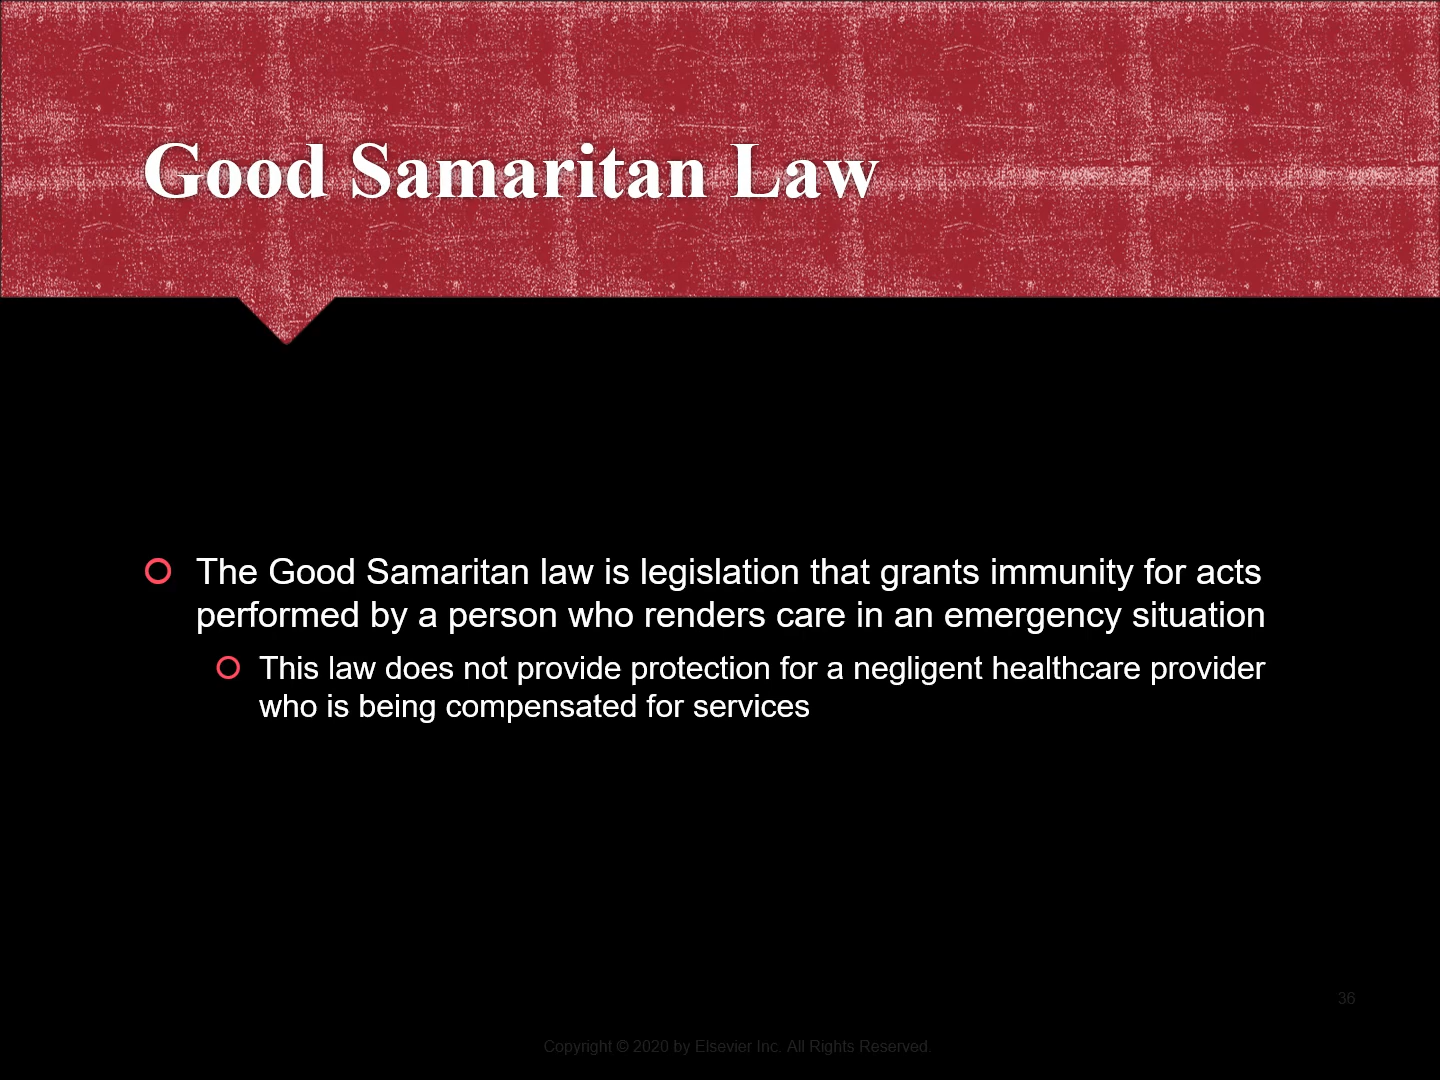 Good Samaritan Law
The Good Samaritan law is legislation that grants immunity for acts
performed by a person who renders care in an emergency situation
This law does not provide protection for a negligent healthcare provider
who is being compensated for services
36
Copyright © 2020 by Elsevier Inc. All Rights Reserved.